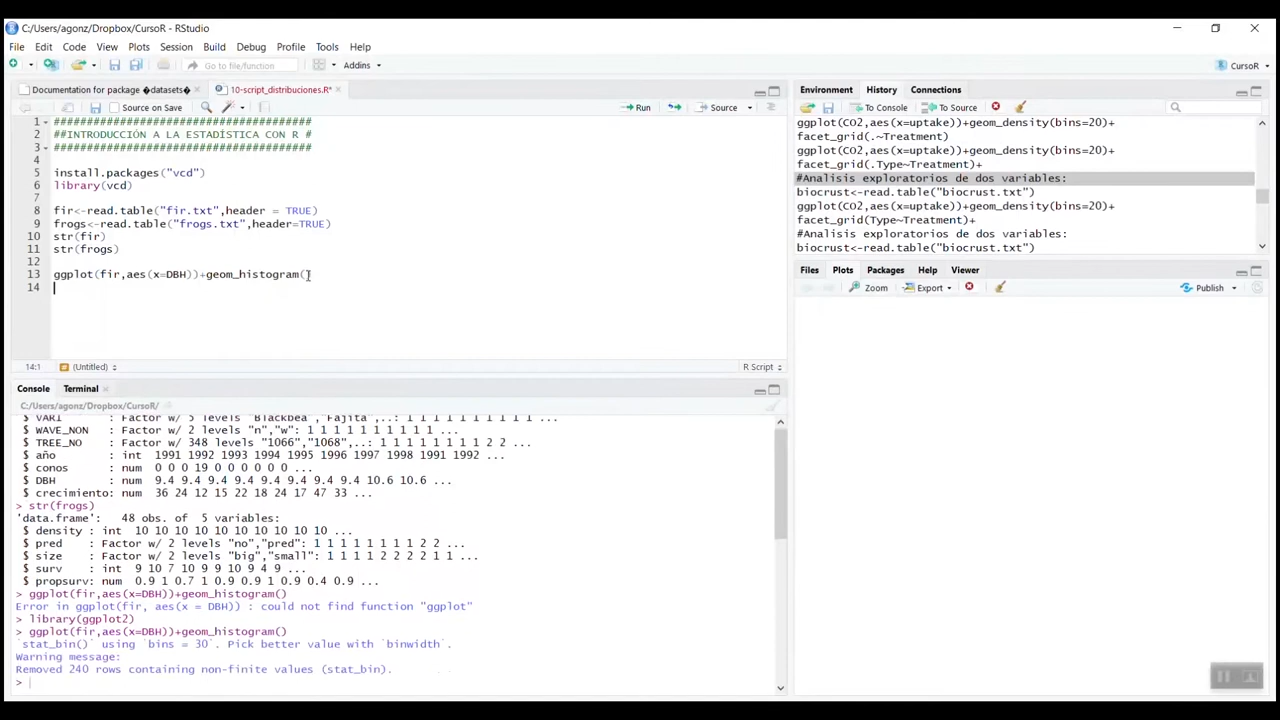 C:/Users/agonz/Dropbox/CursoR - RStudio
File Edit Code View Plots Session Build Debug Profile Tools Help
Go to file/function Addins CursoR
Documentation for package �datasets� 10-script_distribuciones.R*
Source on Save Run Source
1 #######################################
2 ##INTRODUCCIÓN A LA ESTADÍSTICA CON R #
3 #######################################
4
5 install.packages("vcd")
6 library(vcd)
7
8 fir<-read.table("fir.txt",header = TRUE)
9 frogs<-read.table("frogs.txt",header=TRUE)
10 str(fir)
11 str(frogs)
12
13 ggplot(fir,aes(x=DBH))+geom_histogram()
14
14:1 (Untitled) R Script
Console Terminal
C:/Users/agonz/Dropbox/CursoR/
$ VARI : Factor w/ 5 levels "Blackbea","Fajita",..: 1 1 1 1 1 1 1 1 1 1 ...
$ WAVE_NON : Factor w/ 2 levels "n","w": 1 1 1 1 1 1 1 1 1 1 ...
$ TREE_NO : Factor w/ 348 levels "1066","1068",..: 1 1 1 1 1 1 1 1 2 2 ...
$ año : int 1991 1992 1993 1994 1995 1996 1997 1998 1991 1992 ...
$ conos : num 0 0 0 19 0 0 0 0 0 0 ...
$ DBH : num 9.4 9.4 9.4 9.4 9.4 9.4 9.4 9.4 10.6 10.6 ...
$ crecimiento: num 36 24 12 15 22 18 24 17 47 33 ...
> str(frogs)
'data.frame': 48 obs. of 5 variables:
$ density : int 10 10 10 10 10 10 10 10 10 10 ...
$ pred : Factor w/ 2 levels "no","pred": 1 1 1 1 1 1 1 1 2 2 ...
$ size : Factor w/ 2 levels "big","small": 1 1 1 1 2 2 2 2 1 1 ...
$ surv : int 9 10 7 10 9 9 10 9 4 9 ...
$ propsurv: num 0.9 1 0.7 1 0.9 0.9 1 0.9 0.4 0.9 ...
> ggplot(fir,aes(x=DBH))+geom_histogram()
Error in ggplot(fir, aes(x = DBH)) : could not find function "ggplot"
> library(ggplot2)
> ggplot(fir,aes(x=DBH))+geom_histogram()
`stat_bin()` using `bins = 30`. Pick better value with `binwidth`.
Warning message:
Removed 240 rows containing non-finite values (stat_bin).
>
Environment History Connections
To Console To Source
ggplot(CO2,aes(x=uptake))+geom_density(bins=20)+
facet_grid(.~Treatment)
ggplot(CO2,aes(x=uptake))+geom_density(bins=20)+
facet_grid(.Type~Treatment)+
#Analisis exploratorios de dos variables:
biocrust<-read.table("biocrust.txt")
ggplot(CO2,aes(x=uptake))+geom_density(bins=20)+
facet_grid(Type~Treatment)+
#Analisis exploratorios de dos variables:
biocrust<-read.table("biocrust.txt")
Files Plots Packages Help Viewer
Zoom Export Publish